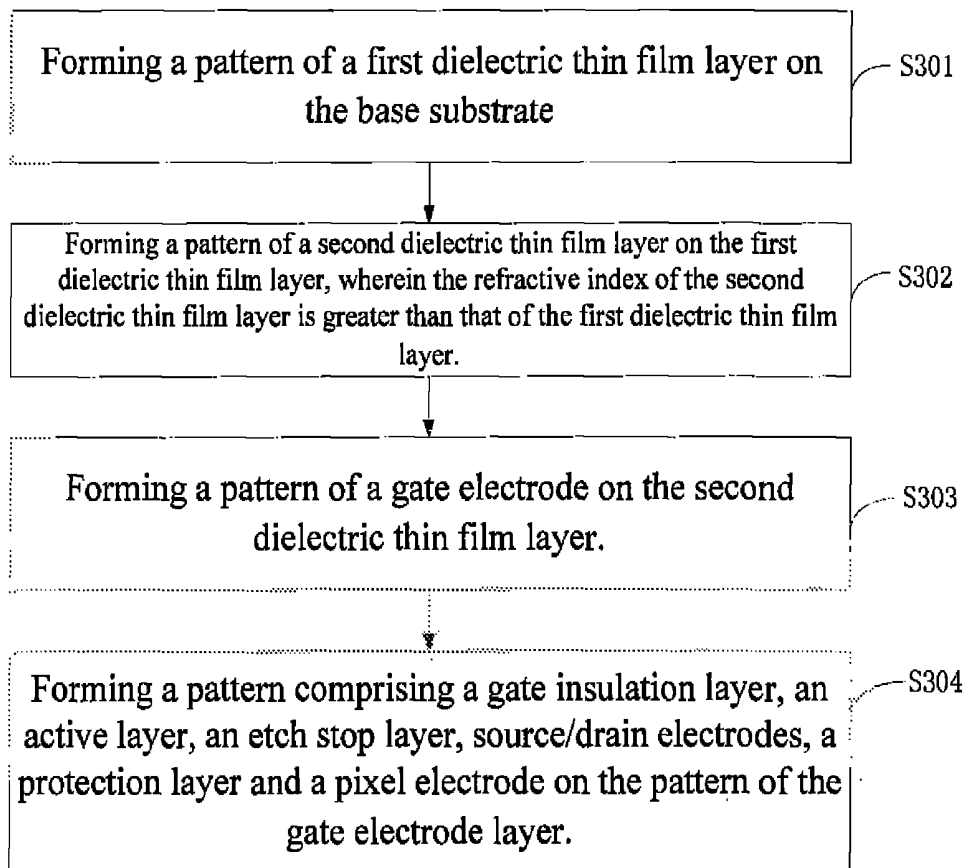 Forming a pattern of a first dielectric thin film layer on
the base substrate
S301
Forming a pattern of a second dielectric thin film layer on the first
dielectric thin film layer, wherein the refractive index of the second
dielectric thin film layer is greater than that of the first dielectric thin film
layer.
S302
Forming a pattern of a gate electrode on the second
dielectric thin film layer.
S303
Forming a pattern comprising a gate insulation layer, an
active layer, an etch stop layer, source/drain electrodes, a
protection layer and a pixel electrode on the pattern of the
gate electrode layer.
S304